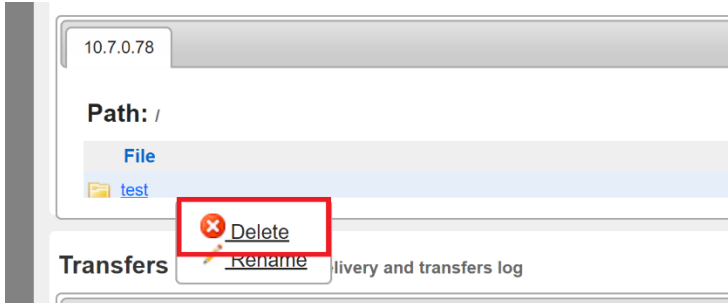 10.7.0.78
Path: /
File
test
Delete
Rename
Transfers livery and transfers log